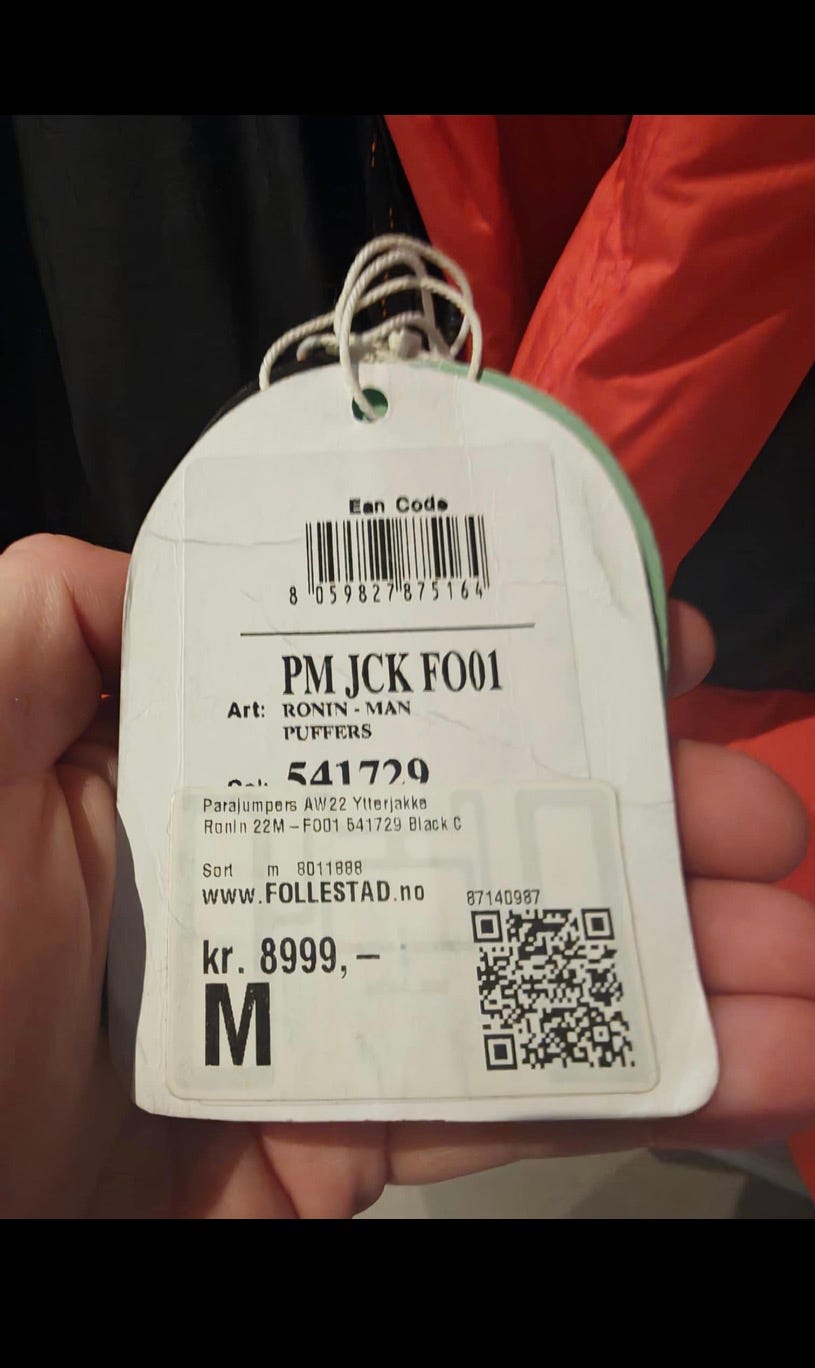 Ean Code
8 059827 875164
PM JCK FO01
Art: RONIN - MAN
PUFFERS
541729
Parajumpers AW22 Ytterjakke
Ronin 22M - F001 541729 Black C
Sort m 8011888
www.FOLLESTAD.no
87140987
kr. 8999,-
M